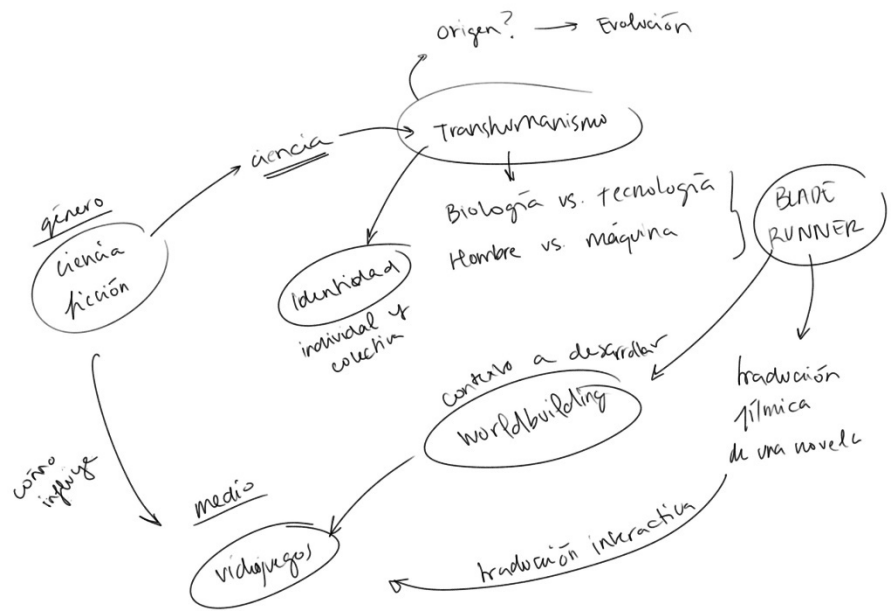 Origen? → Evolución
Transhumanismo
ciencia
género
ciencia
ficción
Biología vs. tecnología
Hombre vs. máquina
BLADE
RUNNER
Identidad
individal y
colectiva
contexto a desarrollar
worldbuilding
traducción
fílmica
de una novela
cómo
influye
medio
videojuegos
traducción interactiva